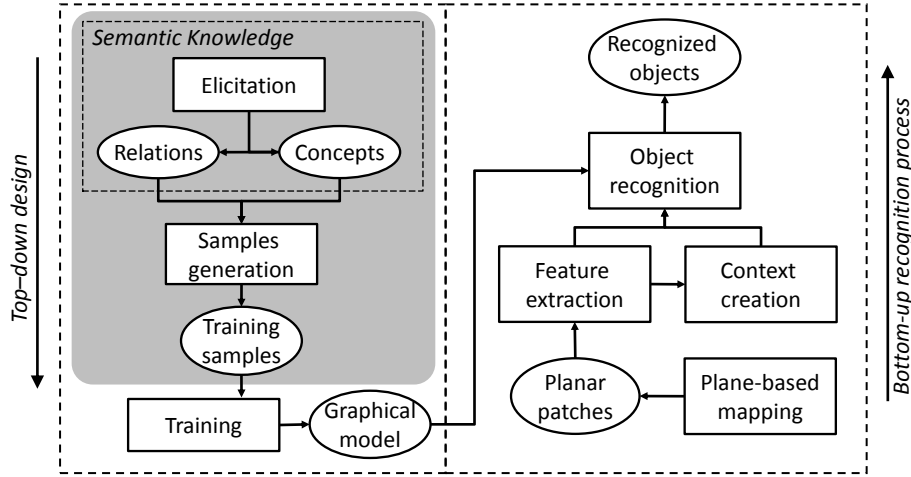 Semantic Knowledge
Elicitation
Relations
Concepts
Samples
generation
Training
samples
Training
Graphical
model
Top–down design
Recognized
objects
Object
recognition
Feature
extraction
Context
creation
Planar
patches
Plane-based
mapping
Bottom-up recognition process